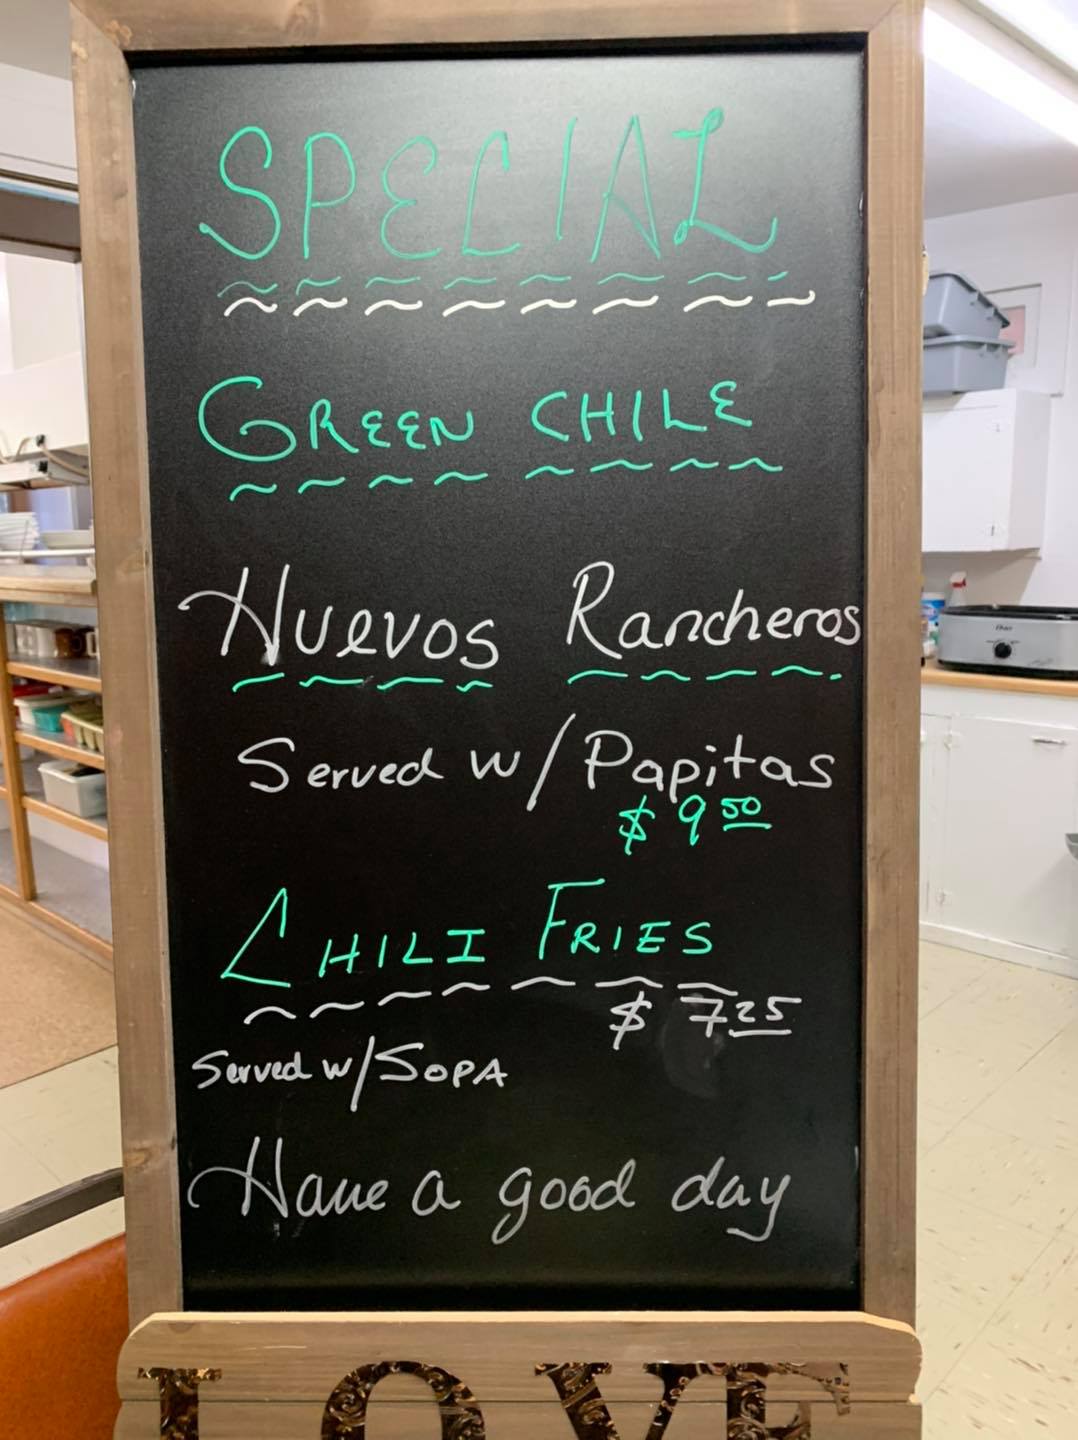 SPECIAL
GREEN CHILE
Huevos Rancheros
Served w/Papitas
$ 9 50
CHILI FRIES
$ 7 25
Served w/SOPA
Have a good day
LOVE